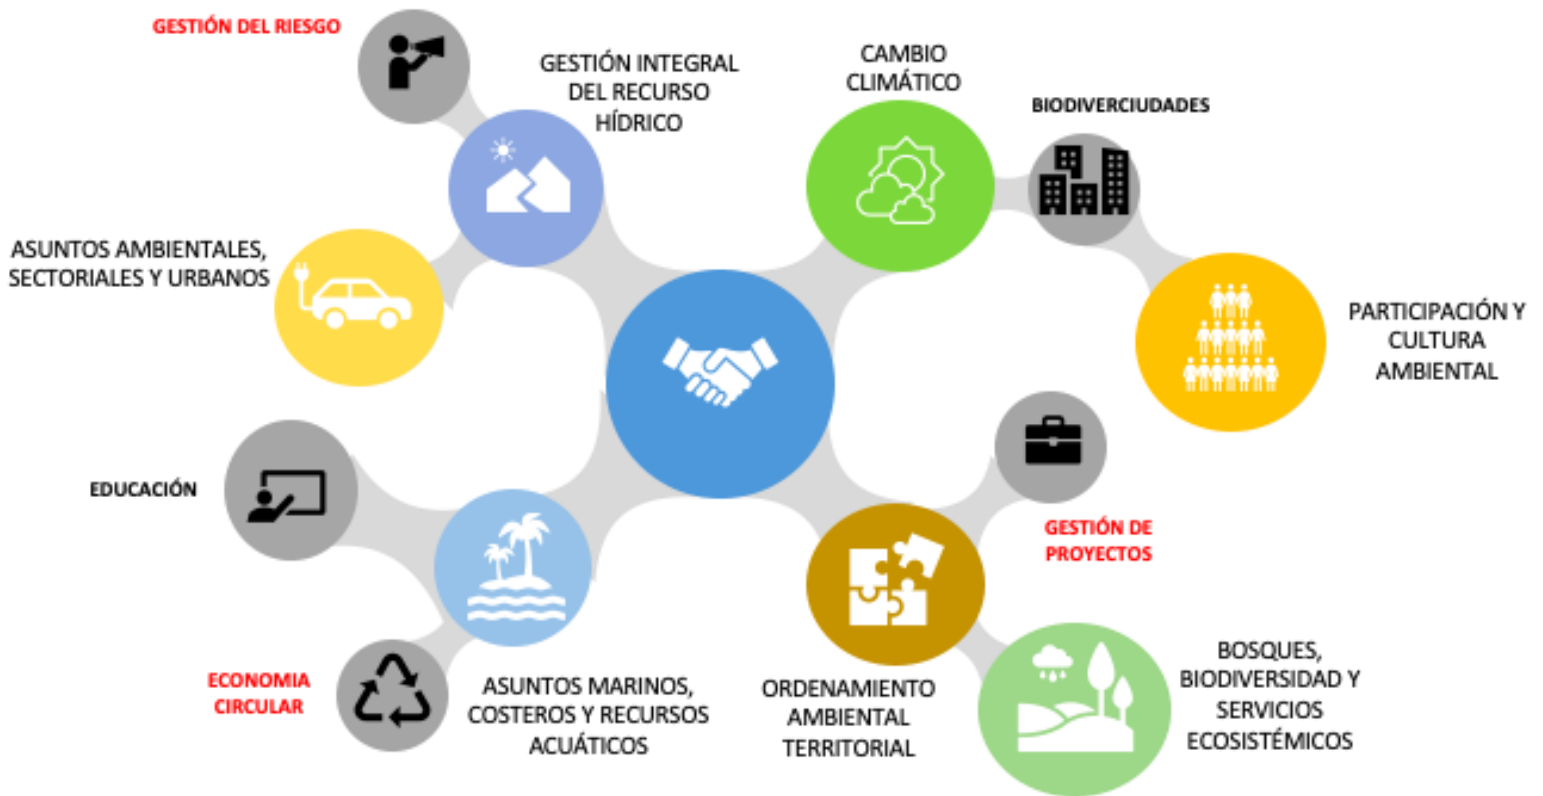 GESTIÓN DEL RIESGO
GESTIÓN INTEGRAL
DEL RECURSO
HÍDRICO
CAMBIO
CLIMÁTICO
BIODIVERCIUDADES
ASUNTOS AMBIENTALES,
SECTORIALES Y URBANOS
PARTICIPACIÓN Y
CULTURA
AMBIENTAL
EDUCACIÓN
GESTIÓN DE
PROYECTOS
ECONOMIA
CIRCULAR
ASUNTOS MARINOS,
COSTEROS Y RECURSOS
ACUÁTICOS
ORDENAMIENTO
AMBIENTAL
TERRITORIAL
BOSQUES,
BIODIVERSIDAD Y
SERVICIOS
ECOSISTÉMICOS